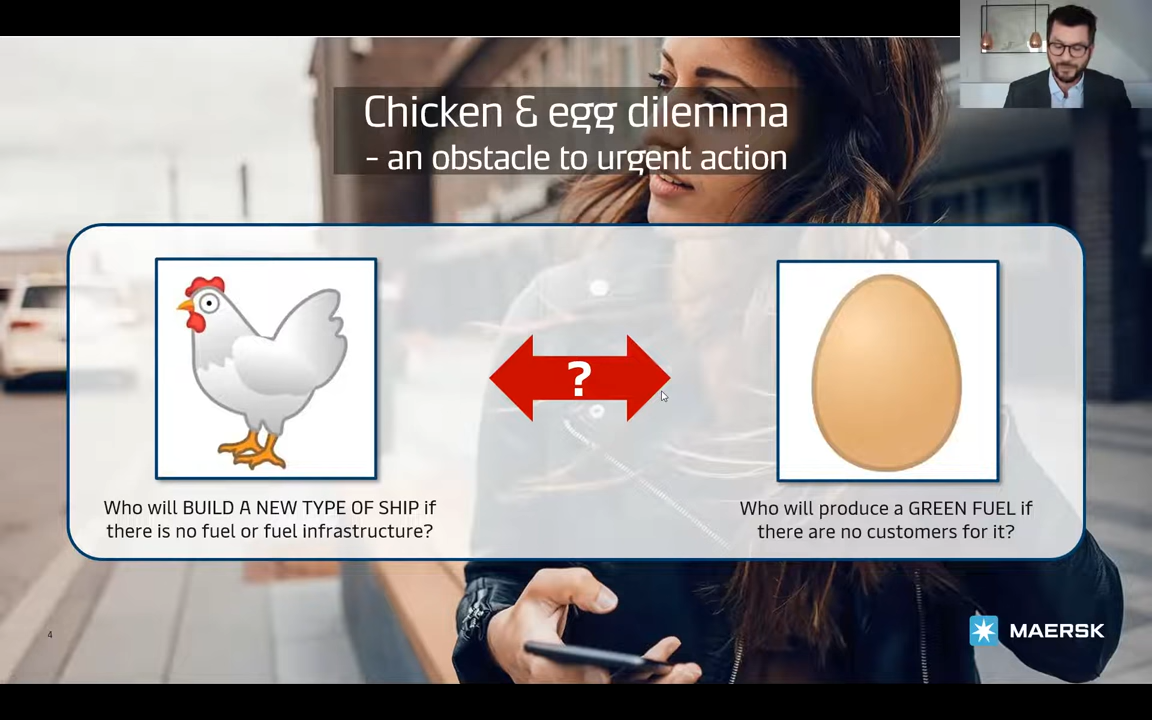 Chicken & egg dilemma
- an obstacle to urgent action
?
Who will BUILD A NEW TYPE OF SHIP if
there is no fuel or fuel infrastructure?
Who will produce a GREEN FUEL if
there are no customers for it?
4
MAERSK